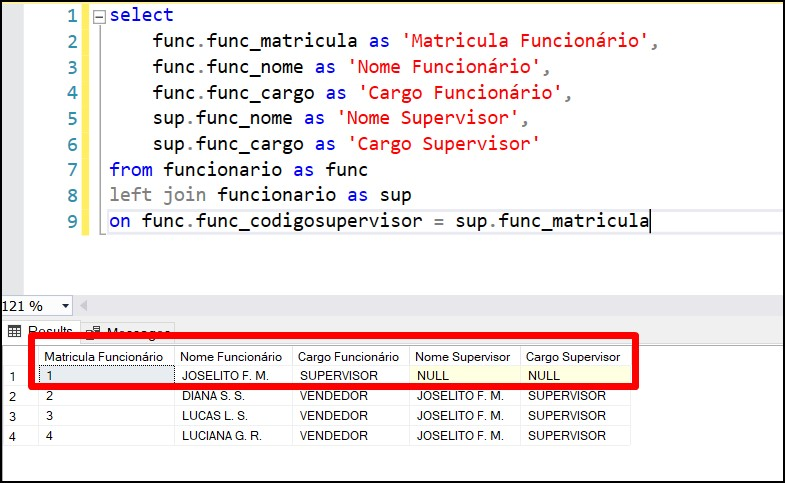 1 select
2 func.func_matricula as 'Matricula Funcionário',
3 func.func_nome as 'Nome Funcionário',
4 func.func_cargo as 'Cargo Funcionário',
5 sup.func_nome as 'Nome Supervisor',
6 sup.func_cargo as 'Cargo Supervisor'
7 from funcionario as func
8 left join funcionario as sup
9 on func.func_codigosupervisor = sup.func_matricula
121 %
Results Messages
Matricula Funcionário Nome Funcionário Cargo Funcionário Nome Supervisor Cargo Supervisor
1 1 JOSELITO F. M. SUPERVISOR NULL NULL
2 2 DIANA S. S. VENDEDOR JOSELITO F. M. SUPERVISOR
3 3 LUCAS L. S. VENDEDOR JOSELITO F. M. SUPERVISOR
4 4 LUCIANA G. R. VENDEDOR JOSELITO F. M. SUPERVISOR